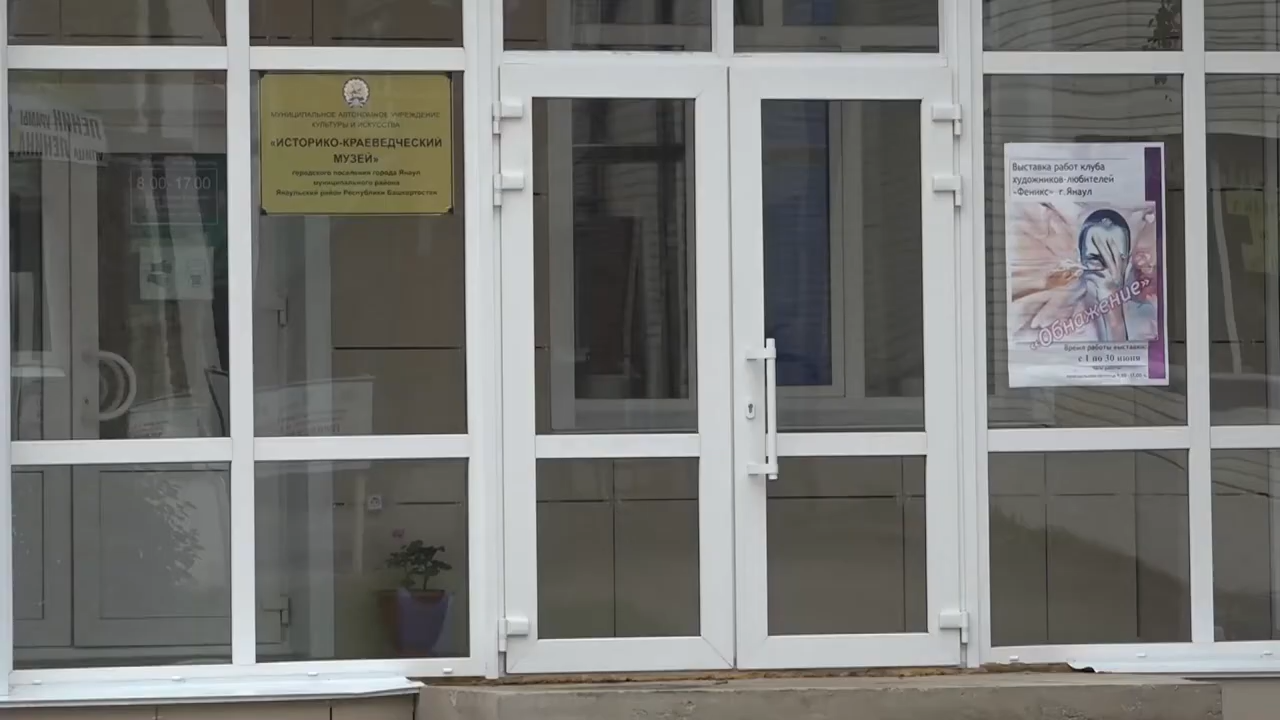 МУНИЦИПАЛЬНОЕ АВТОНОМНОЕ УЧРЕЖДЕНИЕ
КУЛЬТУРЫ И ИСКУССТВА
«ИСТОРИКО-КРАЕВЕДЧЕСКИЙ
МУЗЕЙ»
городского поселения города Янаул
муниципального района
Янаульский район Республики Башкортостан
8:00-17:00
Выставка работ клуба
художников-любителей
«Феникс» г.Янаул
«Обнажение»
Время работы выставки:
с 1 по 30 июня